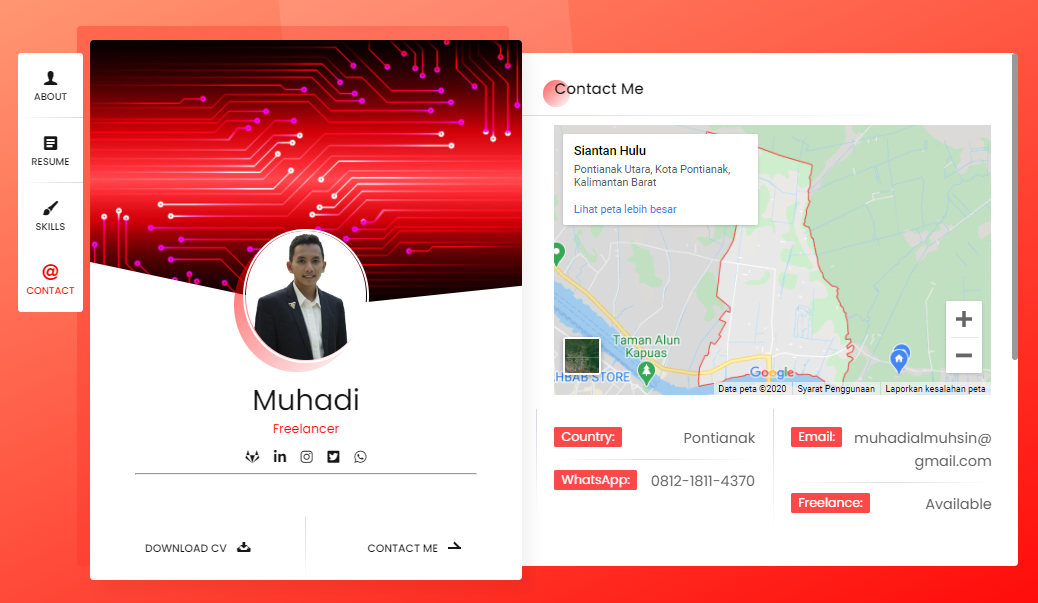 ABOUT
RESUME
SKILLS
@
CONTACT
Muhadi
Freelancer
in
DOWNLOAD CV
CONTACT ME
Contact Me
Siantan Hulu
Pontianak Utara, Kota Pontianak,
Kalimantan Barat
Lihat peta lebih besar
Taman Alun
Kapuas
HBAB STORE
Google
Data peta ©2020
Syarat Penggunaan
Laporkan kesalahan peta
Country:
Pontianak
WhatsApp:
0812-1811-4370
Email:
muhadialmuhsin@
gmail.com
Freelance:
Available